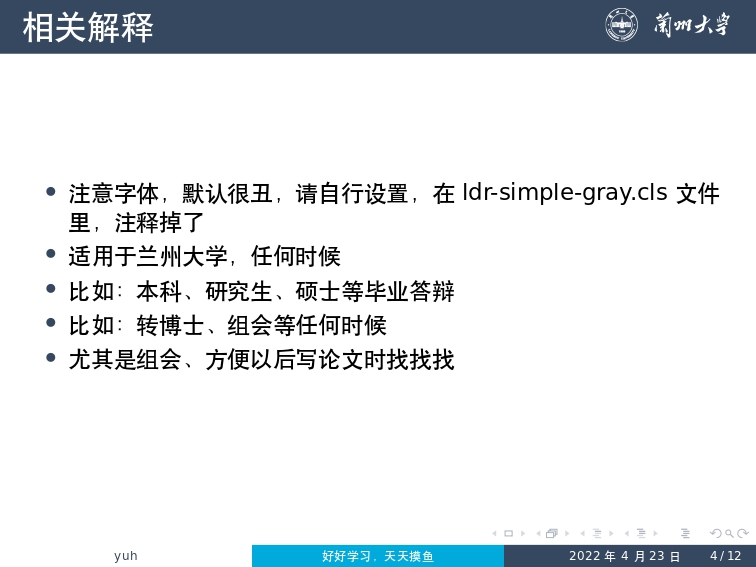 相关解释
兰州大学
注意字体，默认很丑，请自行设置，在 ldr-simple-gray.cls 文件
里，注释掉了
适用于兰州大学，任何时候
比如：本科、研究生、硕士等毕业答辩
比如：转博士、组会等任何时候
尤其是组会、方便以后写论文时找找找
yuh
好好学习，天天摸鱼
2022 年 4 月 23 日
4 / 12